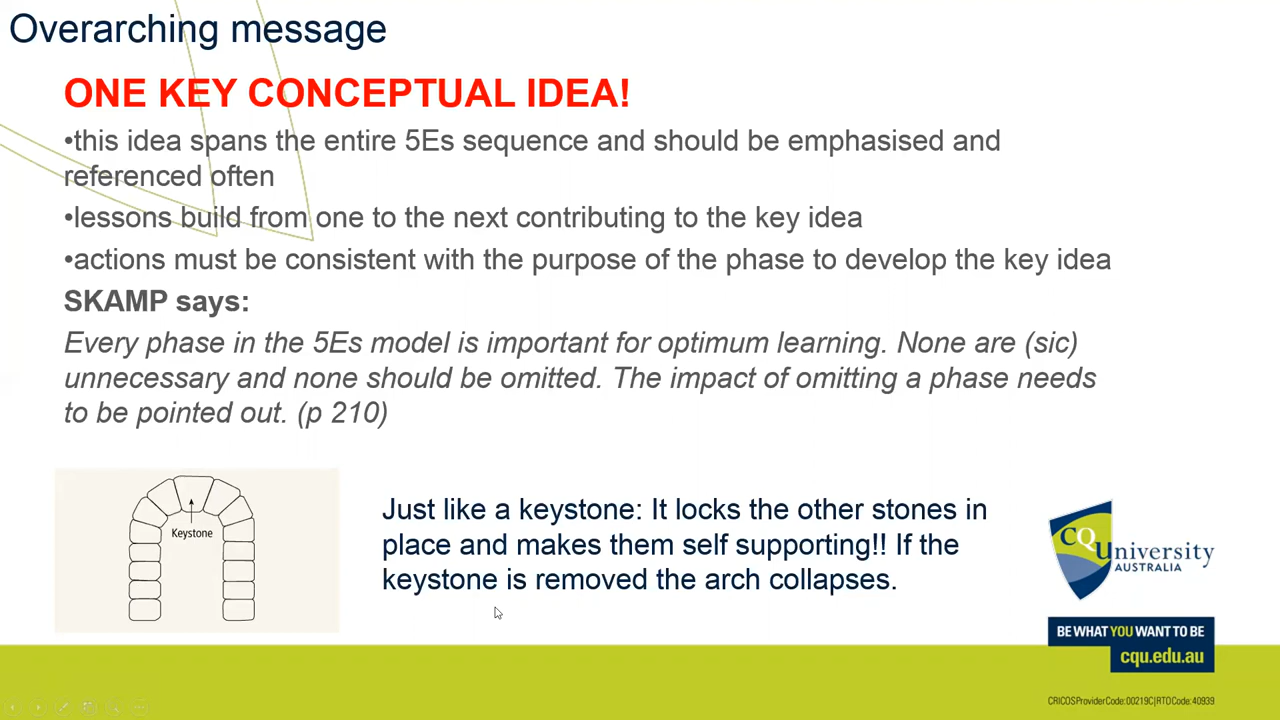 Overarching message
ONE KEY CONCEPTUAL IDEA!
•this idea spans the entire 5Es sequence and should be emphasised and
referenced often
•lessons build from one to the next contributing to the key idea
•actions must be consistent with the purpose of the phase to develop the key idea
SKAMP says:
Every phase in the 5Es model is important for optimum learning. None are (sic)
unnecessary and none should be omitted. The impact of omitting a phase needs
to be pointed out. (p 210)
Keystone
Just like a keystone: It locks the other stones in
place and makes them self supporting!! If the
keystone is removed the arch collapses.
CQUniversity
AUSTRALIA
BE WHAT YOU WANT TO BE
cqu.edu.au
CRICOS Provider Code: 00219C | RTO Code: 40939